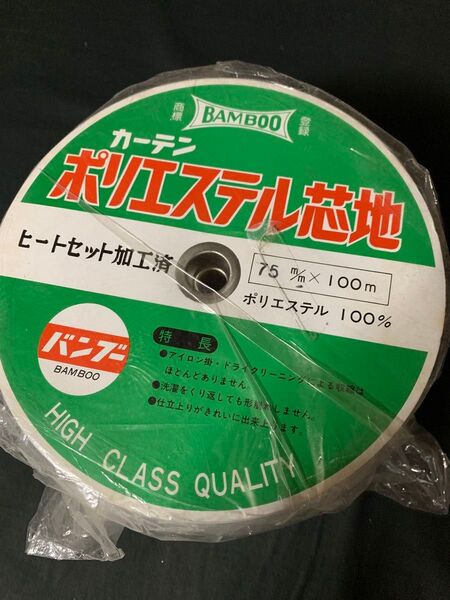 商標 BAMBOO 登録
カーテン
ポリエステル芯地
ヒートセット加工済
75 m/m × 100m
ポリエステル 100%
特長
●アイロン掛・ドライクリーニングによる収縮は
ほとんどありません。
●洗濯をくり返しても形崩れしません。
●仕立上りがきれいに出来上ります。
バンブー
BAMBOO
HIGH CLASS QUALITY